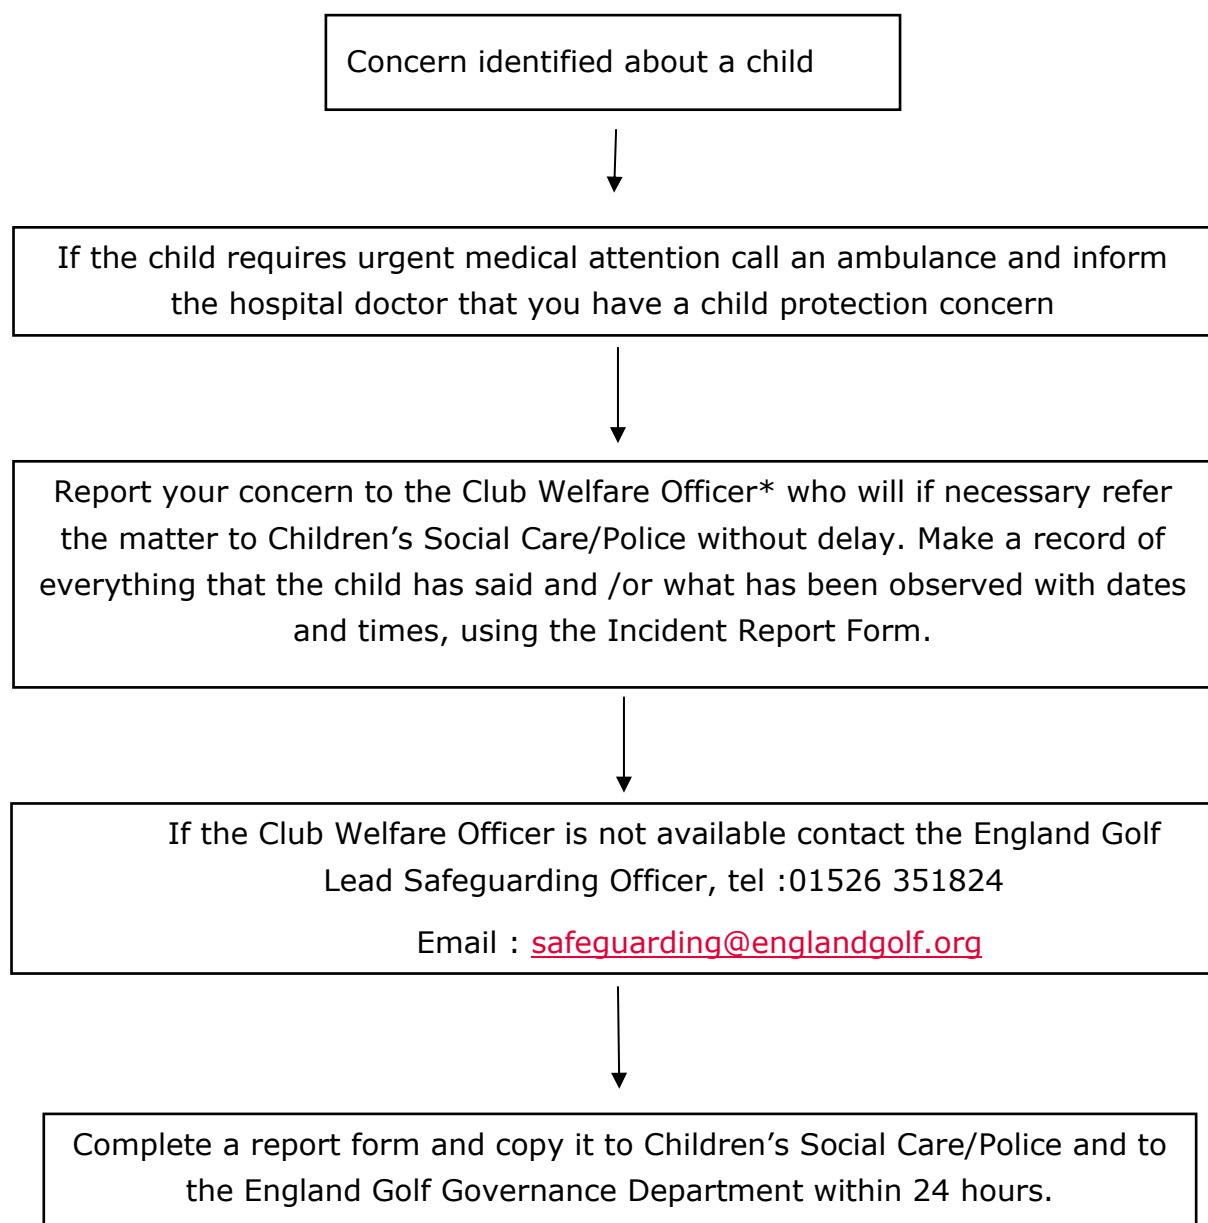 Concern identified about a child
If the child requires urgent medical attention call an ambulance and inform
the hospital doctor that you have a child protection concern
Report your concern to the Club Welfare Officer* who will if necessary refer
the matter to Children’s Social Care/Police without delay. Make a record of
everything that the child has said and /or what has been observed with dates
and times, using the Incident Report Form.
If the Club Welfare Officer is not available contact the England Golf
Lead Safeguarding Officer, tel :01526 351824
Email : safeguarding@englandgolf.org
Complete a report form and copy it to Children’s Social Care/Police and to
the England Golf Governance Department within 24 hours.